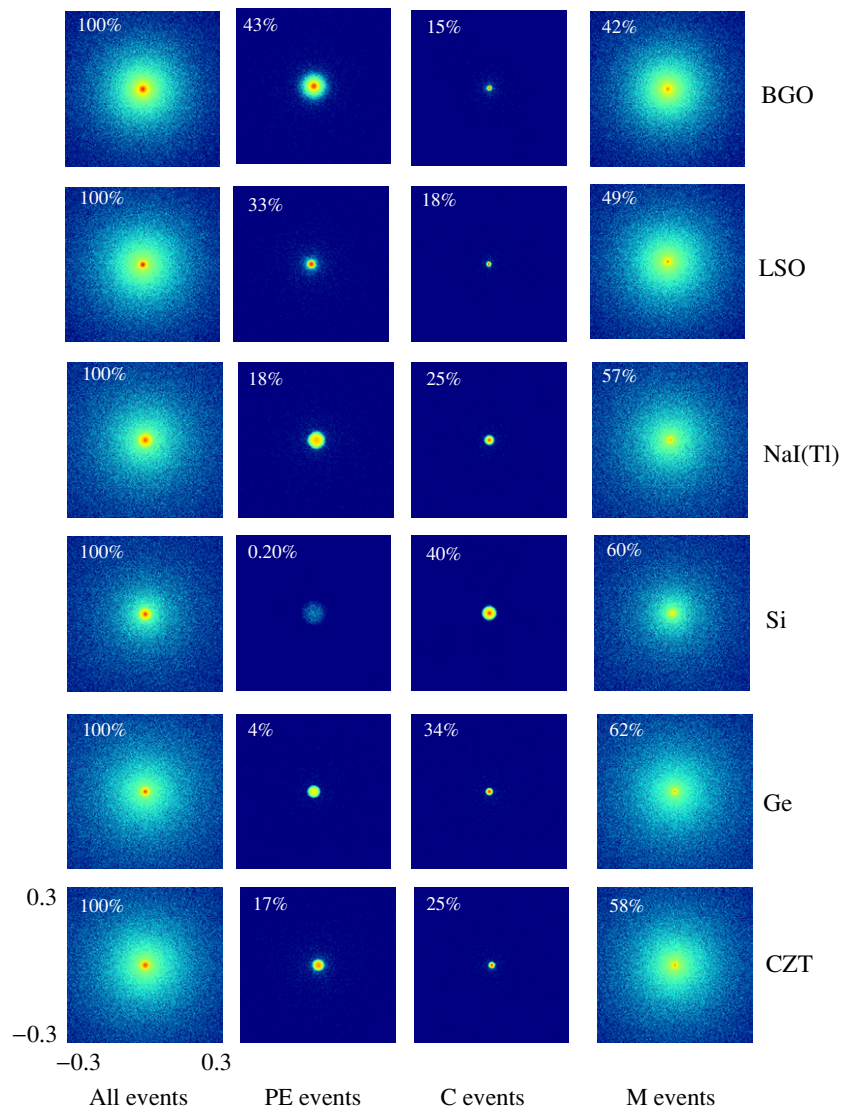 100% 43% 15% 42%
BGO
100% 33% 18% 49%
LSO
100% 18% 25% 57%
NaI(Tl)
100% 0.20% 40% 60%
Si
100% 4% 34% 62%
Ge
0.3
100% 17% 25% 58%
CZT
−0.3
−0.3 0.3
All events PE events C events M events